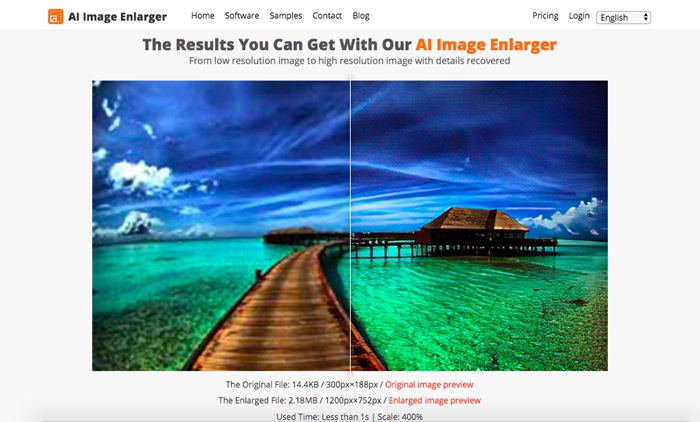 AI Image Enlarger Home Software Samples Contact Blog Pricing Login English
The Results You Can Get With Our AI Image Enlarger
From low resolution image to high resolution image with details recovered
The Original File: 14.4KB / 300px×188px / Original image preview
The Enlarged File: 2.18MB / 1200px×752px / Enlarged image preview
Used Time: Less than 1s | Scale: 400%